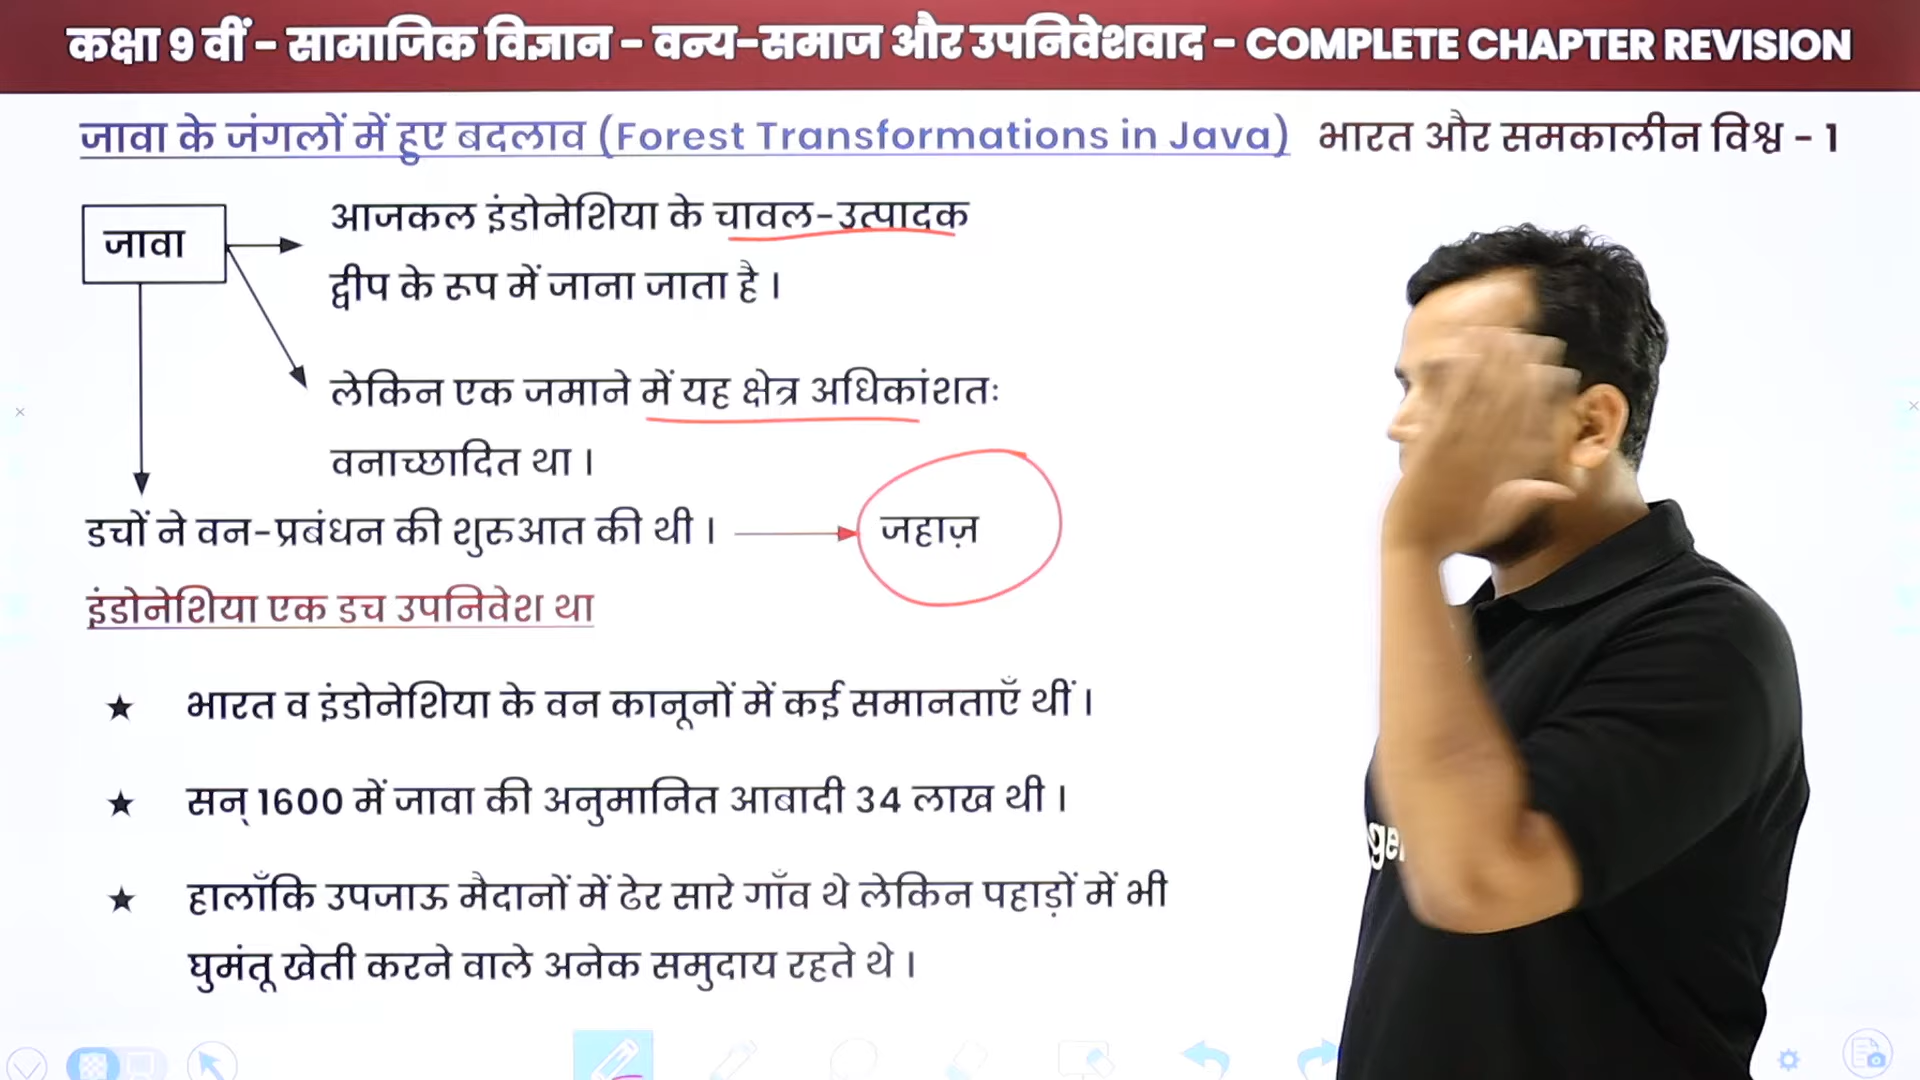 कक्षा 9 वीं - सामाजिक विज्ञान - वन्य-समाज और उपनिवेशवाद - COMPLETE CHAPTER REVISION
जावा के जंगलों में हुए बदलाव (Forest Transformations in Java) भारत और समकालीन विश्व - 1
जावा
आजकल इंडोनेशिया के चावल-उत्पादक
द्वीप के रूप में जाना जाता है ।
लेकिन एक जमाने में यह क्षेत्र अधिकांशतः
वनाच्छादित था ।
डचों ने वन-प्रबंधन की शुरुआत की थी । जहाज़
इंडोनेशिया एक डच उपनिवेश था
★ भारत व इंडोनेशिया के वन कानूनों में कई समानताएँ थीं ।
★ सन् 1600 में जावा की अनुमानित आबादी 34 लाख थी ।
★ हालाँकि उपजाऊ मैदानों में ढेर सारे गाँव थे लेकिन पहाड़ों में भी
घुमंतू खेती करने वाले अनेक समुदाय रहते थे ।